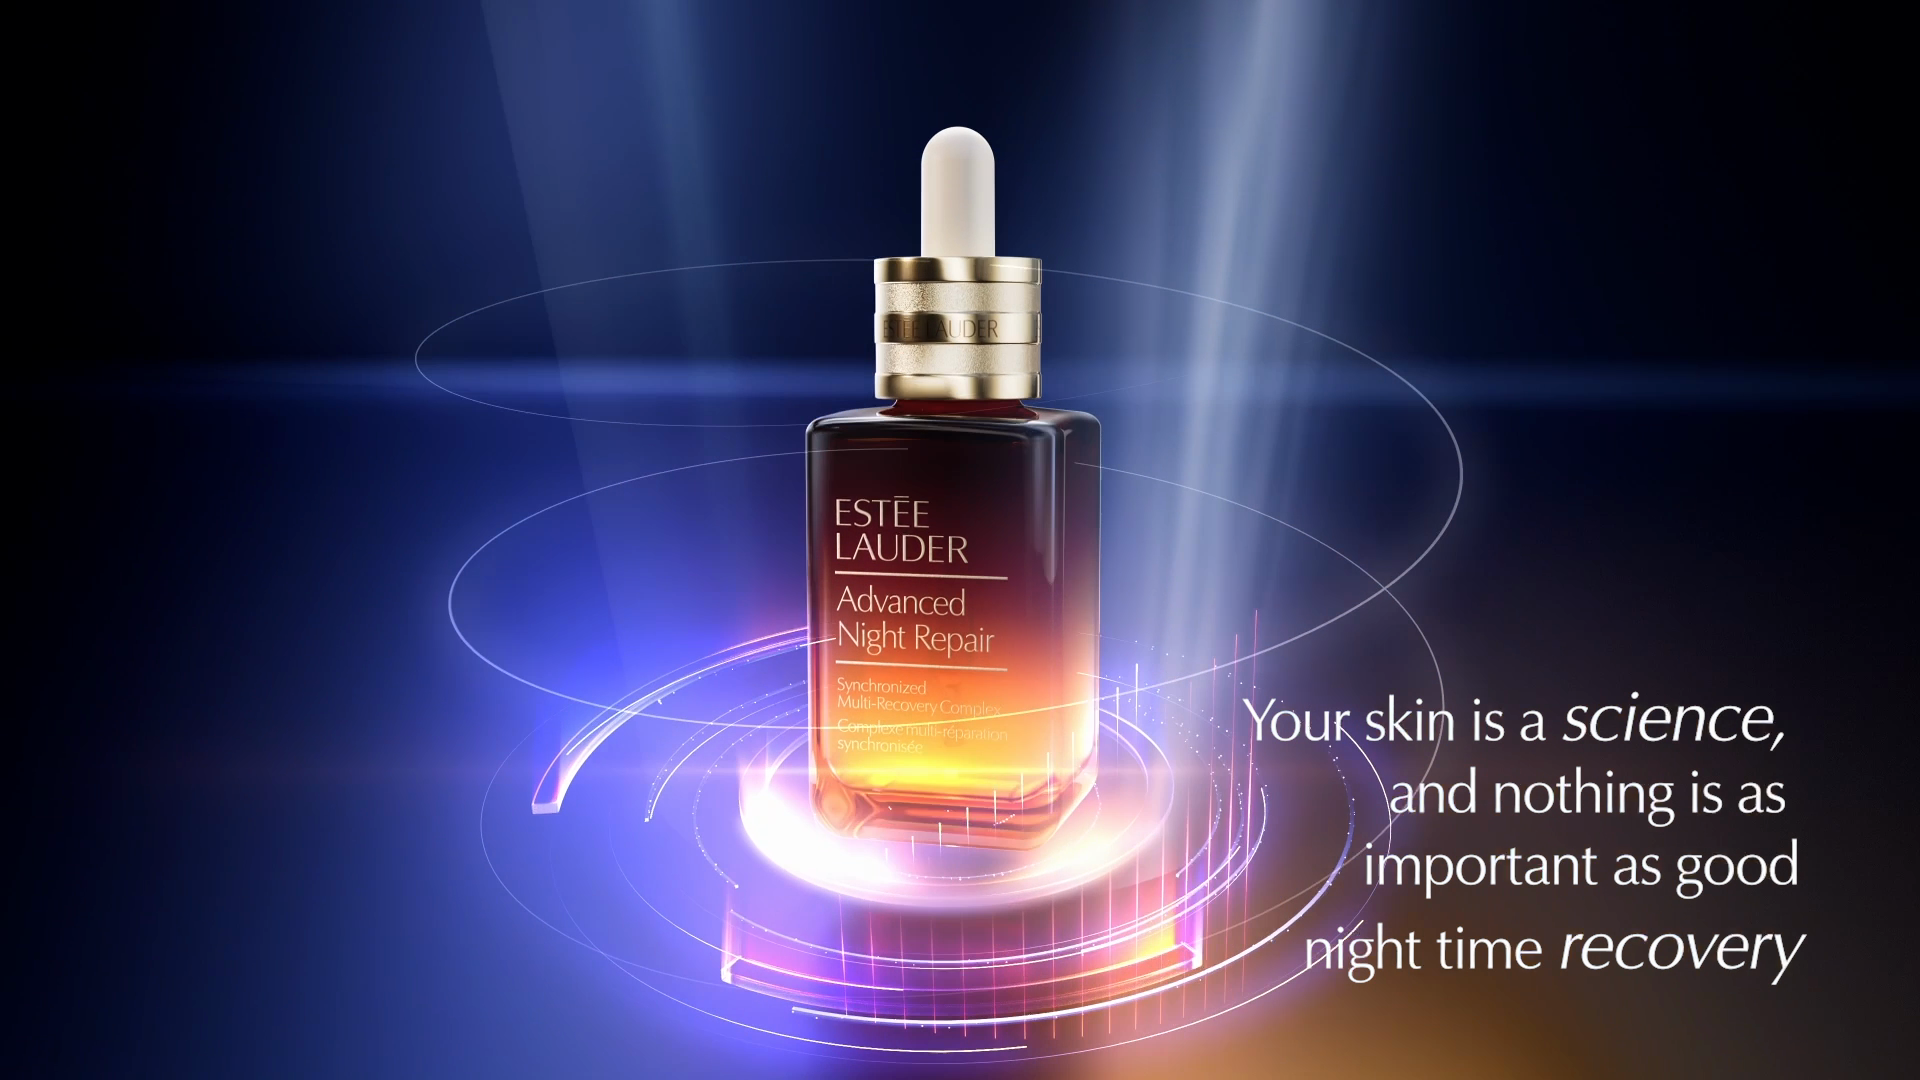 ESTĒE LAUDER
ESTĒE
LAUDER
Advanced
Night Repair
Synchronized
Multi-Recovery Complex
Complexe multi-réparation
synchronisée
Your skin is a science,
and nothing is as
important as good
night time recovery